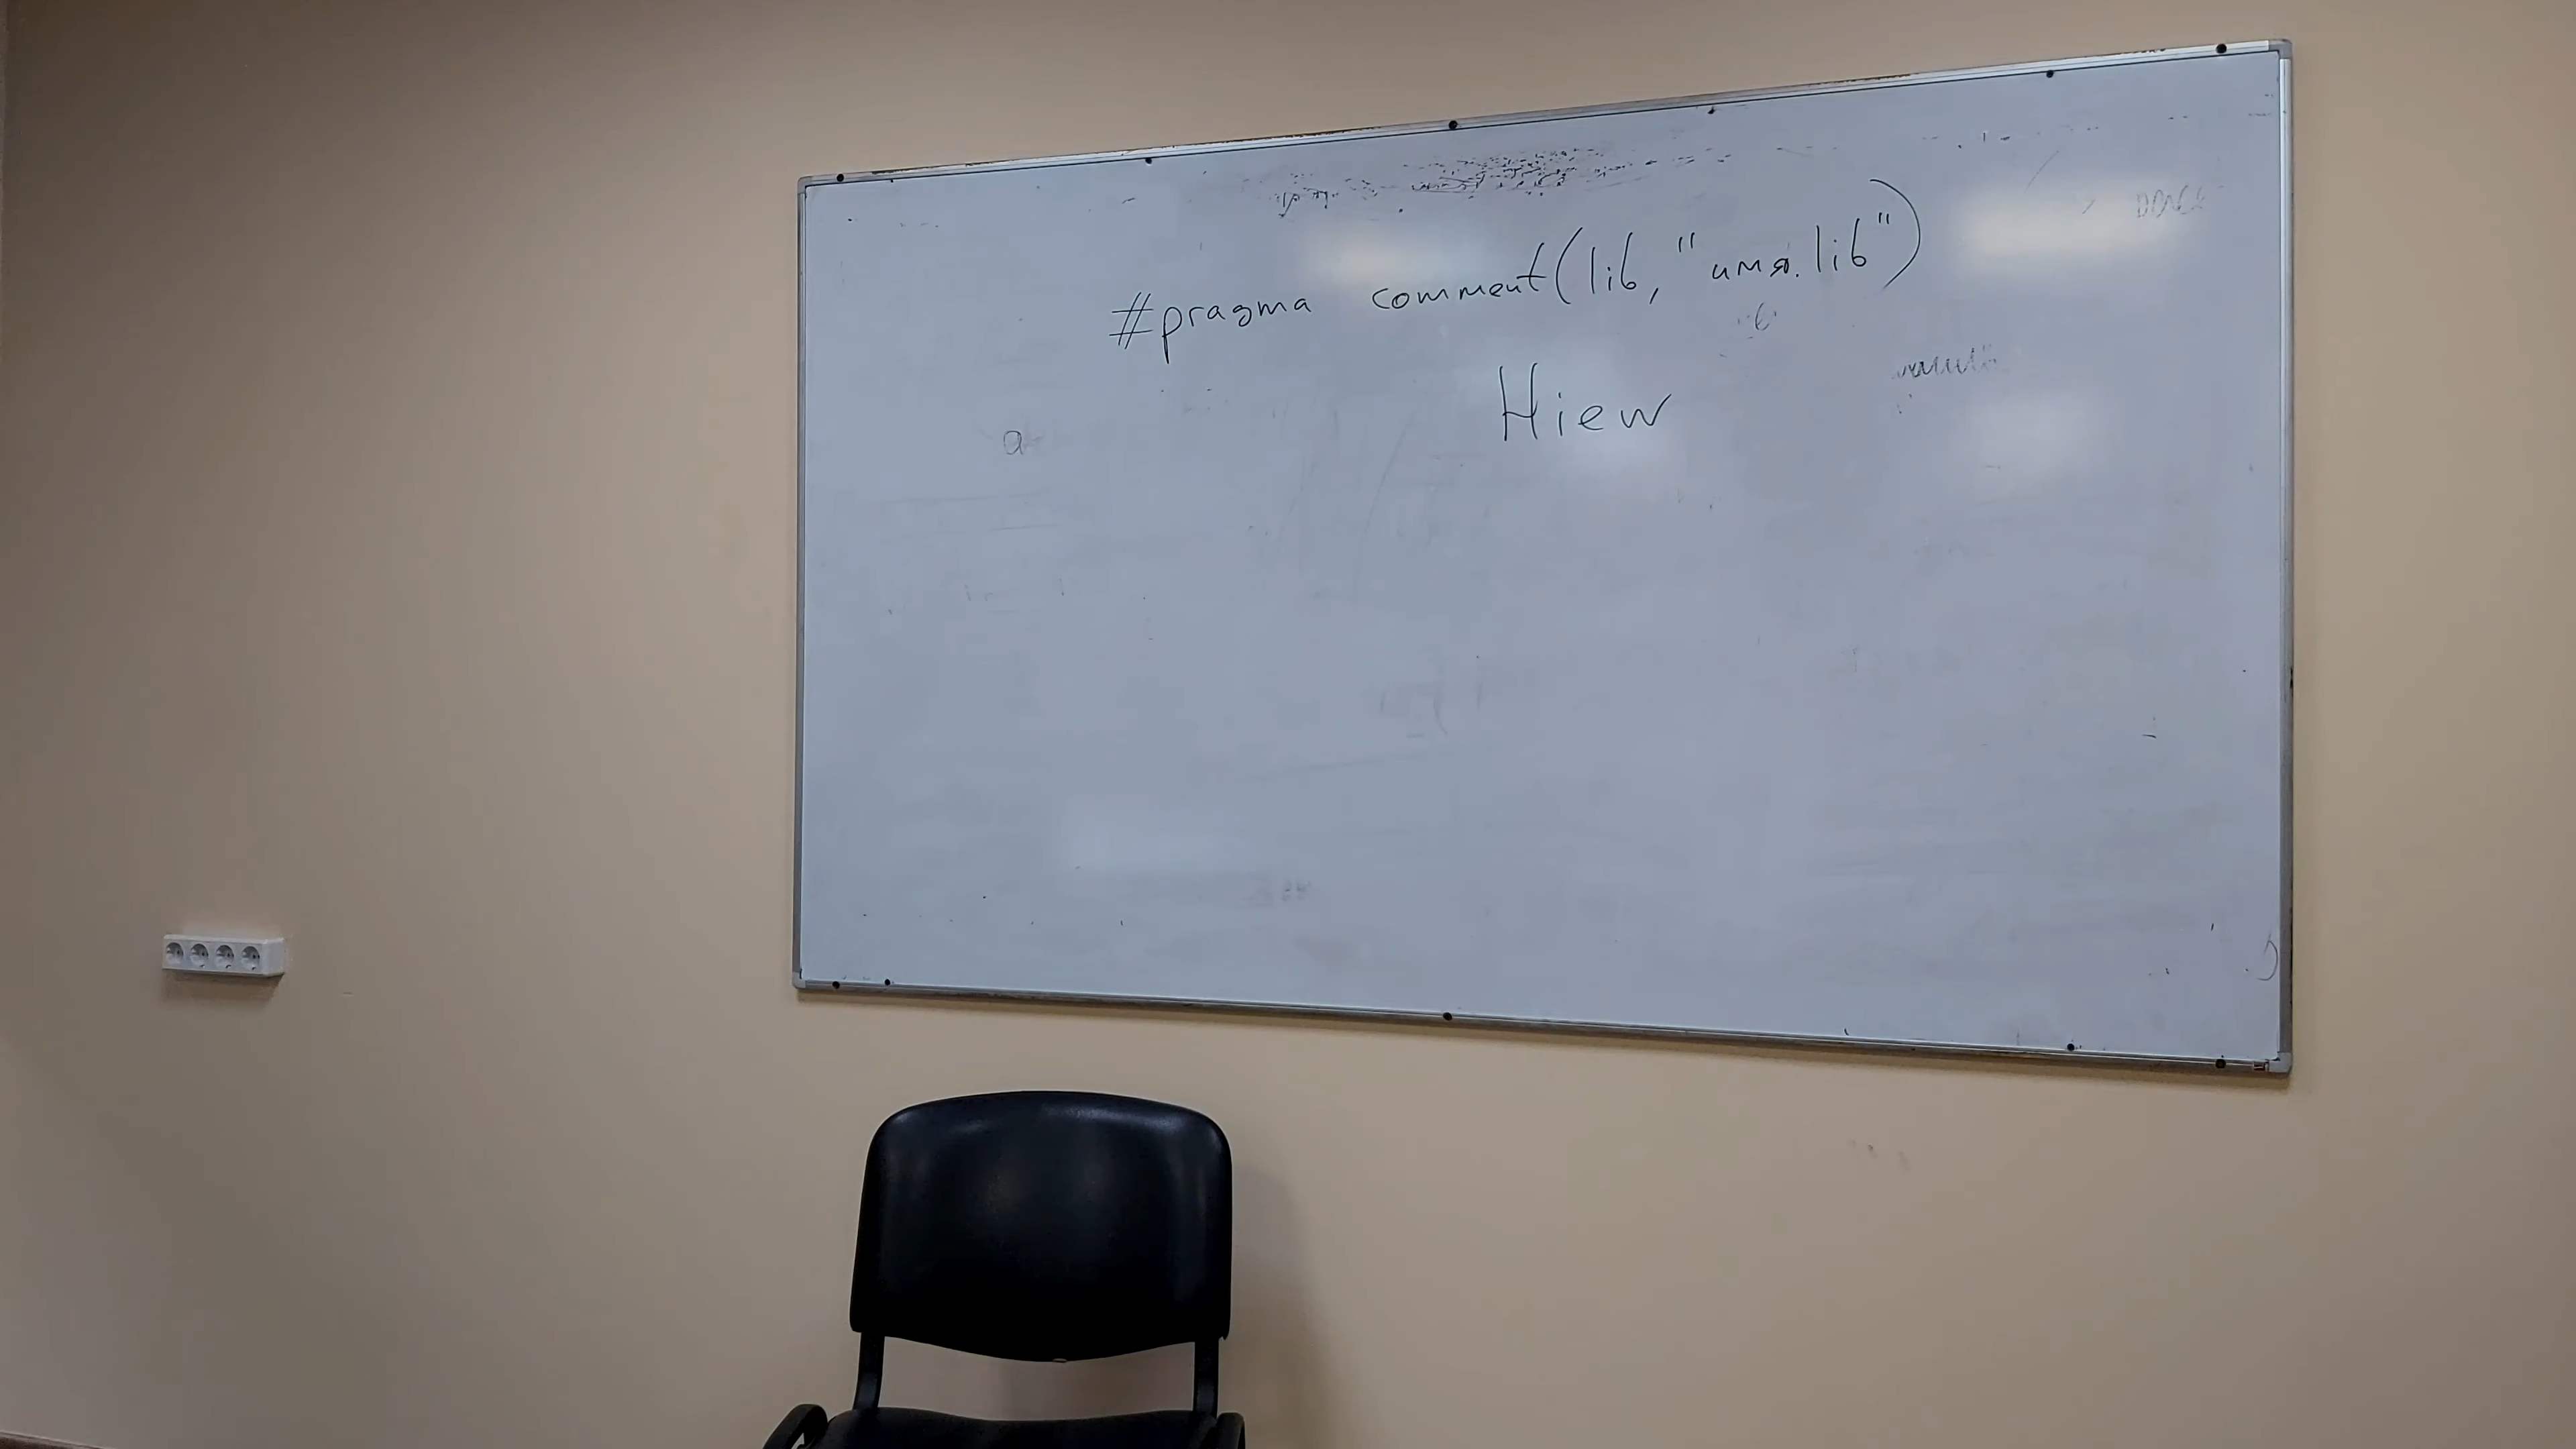 #pragma comment(lib, "имя.lib")
Hiew
a